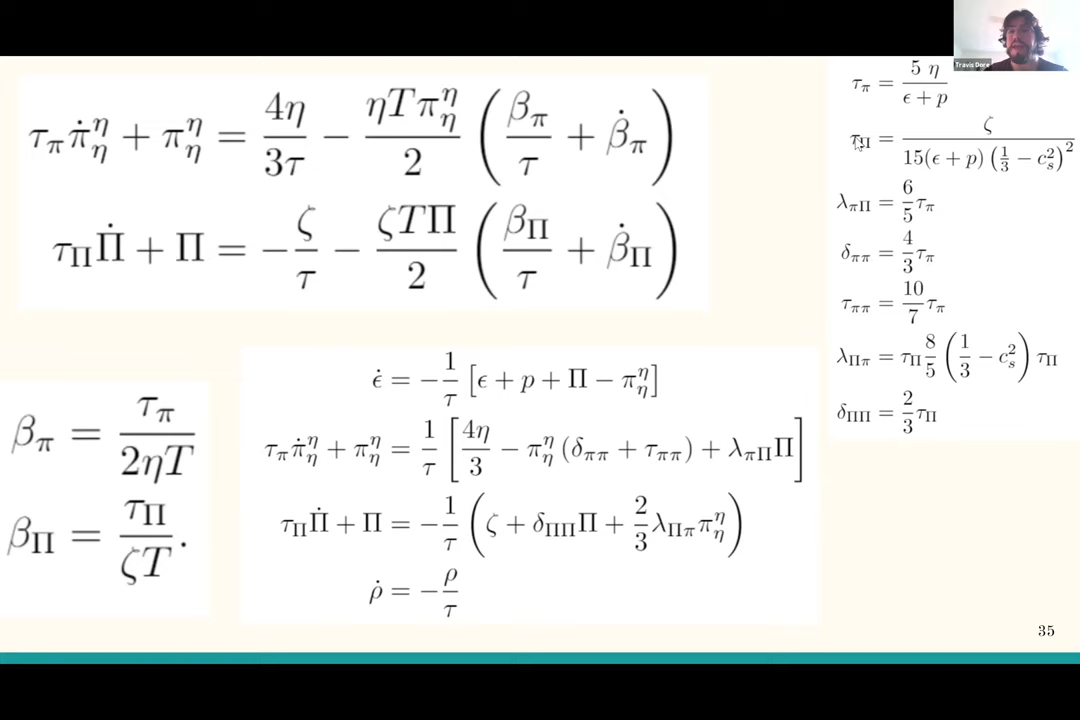 Travis Dore
τ_π π̇^η_η + π^η_η = 4η/3τ − ηTπ^η_η/2 (β_π/τ + β̇_π)
τ_Π Π̇ + Π = −ζ/τ − ζTΠ/2 (β_Π/τ + β̇_Π)
β_π = τ_π/2ηT
β_Π = τ_Π/ζT.
ϵ̇ = −1/τ [ϵ + p + Π − π^η_η]
τ_π π̇^η_η + π^η_η = 1/τ [4η/3 − π^η_η (δ_ππ + τ_ππ) + λ_πΠ Π]
τ_Π Π̇ + Π = −1/τ (ζ + δ_ΠΠ Π + 2/3 λ_Ππ π^η_η)
ρ̇ = −ρ/τ
τ_π = 5 η/ϵ + p
τ_Π = ζ/15(ϵ + p) (1/3 − c_s^2)^2
λ_πΠ = 6/5 τ_π
δ_ππ = 4/3 τ_π
τ_ππ = 10/7 τ_π
λ_Ππ = τ_Π 8/5 (1/3 − c_s^2) τ_Π
δ_ΠΠ = 2/3 τ_Π
35